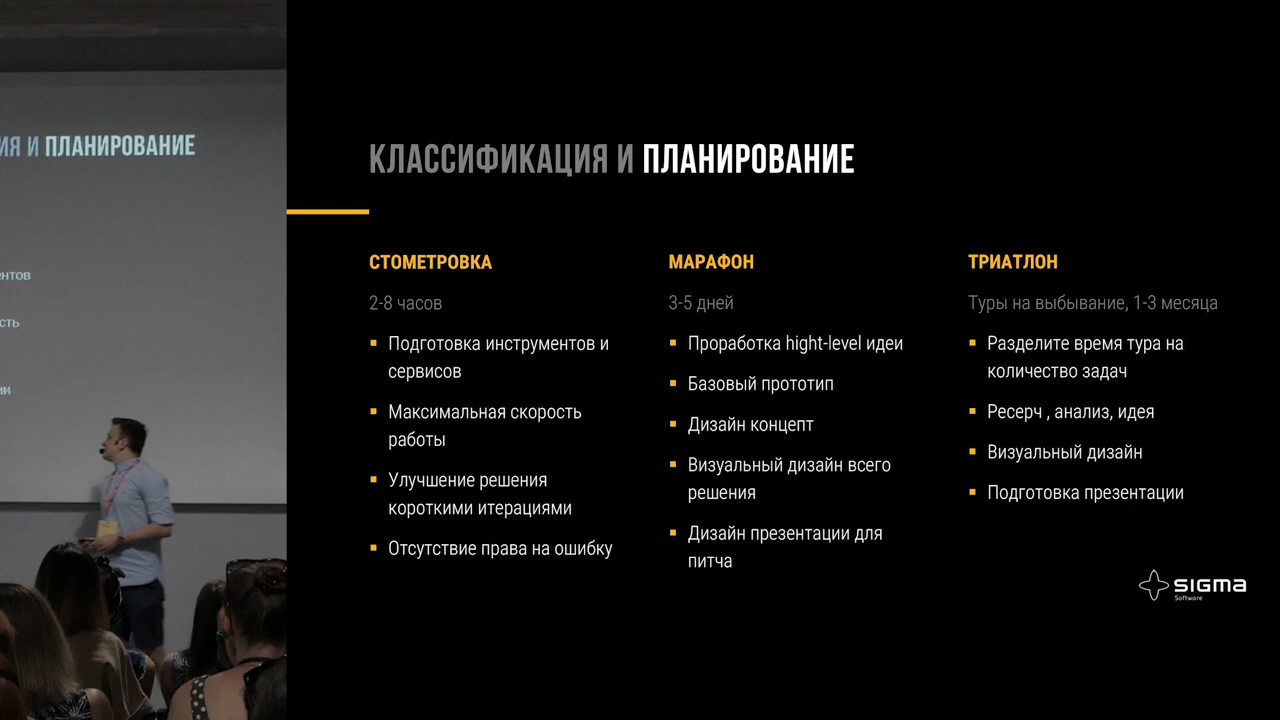 ИЯ И ПЛАНИРОВАНИЕ
ентов
сть
ии
КЛАССИФИКАЦИЯ И ПЛАНИРОВАНИЕ
СТОМЕТРОВКА
2-8 часов
Подготовка инструментов и
сервисов
Максимальная скорость
работы
Улучшение решения
короткими итерациями
Отсутствие права на ошибку
МАРАФОН
3-5 дней
Проработка hight-level идеи
Базовый прототип
Дизайн концепт
Визуальный дизайн всего
решения
Дизайн презентации для
питча
ТРИАТЛОН
Туры на выбывание, 1-3 месяца
Разделите время тура на
количество задач
Ресерч , анализ, идея
Визуальный дизайн
Подготовка презентации
sigma
Software